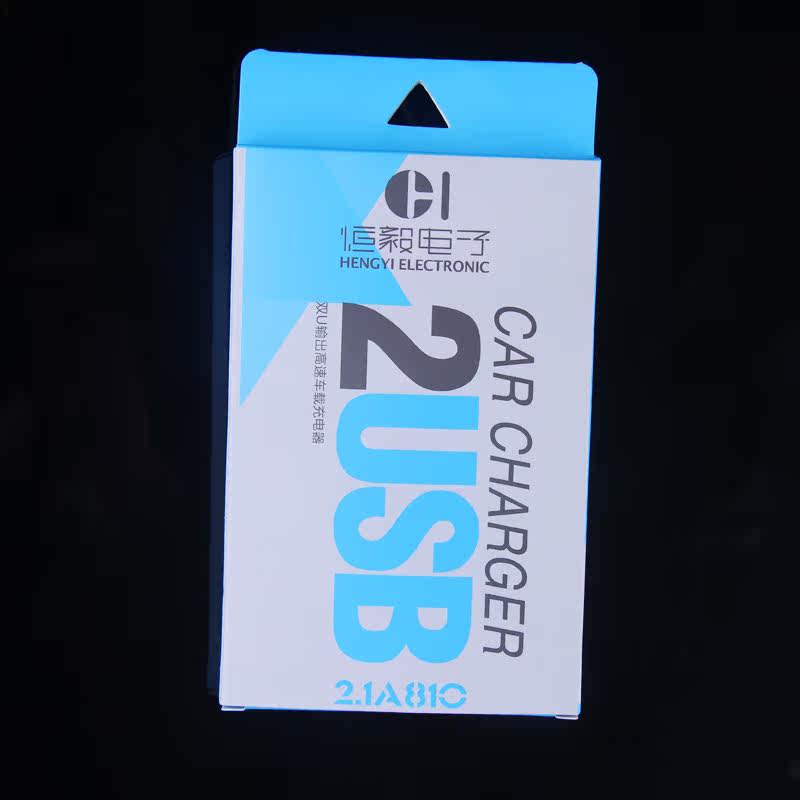 恒毅电子
HENGYI ELECTRONIC
CAR CHARGER
2USB
双U输出高速车载充电器
2.1A810